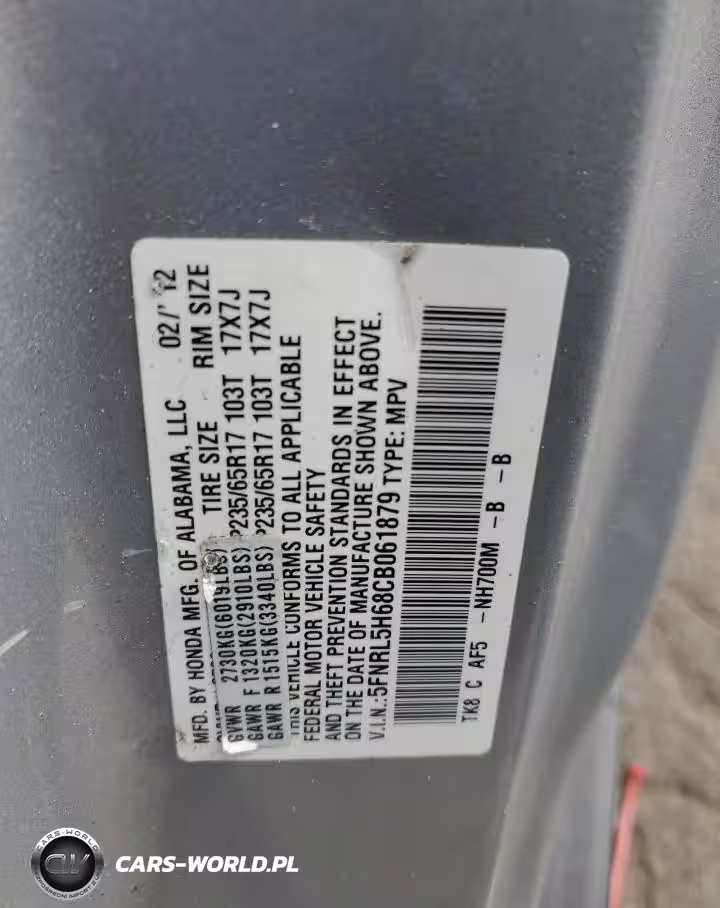 MFD. BY HONDA MFG. OF ALABAMA, LLC 02/12
TIRE SIZE RIM SIZE
GVWR 2730KG(6019LBS) P235/65R17 103T 17X7J
GAWR F 1320KG(2910LBS) P235/65R17 103T 17X7J
GAWR R 1515KG(3340LBS)
THIS VEHICLE CONFORMS TO ALL APPLICABLE
FEDERAL MOTOR VEHICLE SAFETY
AND THEFT PREVENTION STANDARDS IN EFFECT
ON THE DATE OF MANUFACTURE SHOWN ABOVE.
V.I.N.:5FNRL5H68CB061879 TYPE: MPV
TK8 C AF5 -NH700M -B -B
CARS-WORLD
CW
CARS-WORLD.PL